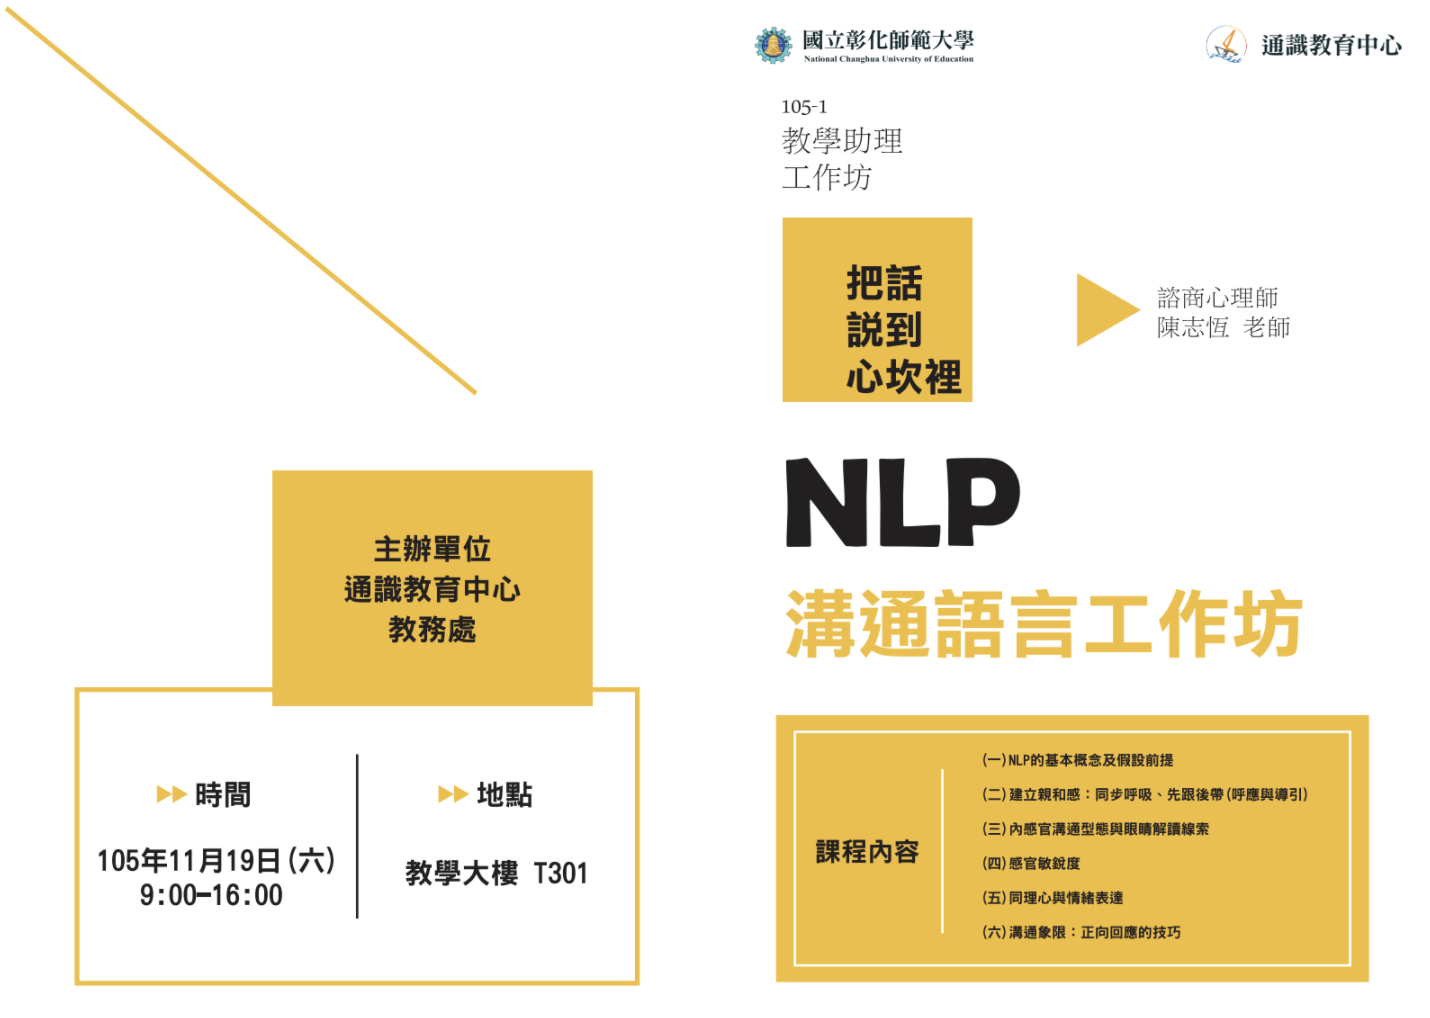 主辦單位
通識教育中心
教務處
時間
105年11月19日(六)
9:00-16:00
地點
教學大樓 T301
國立彰化師範大學
National Changhua University of Education
通識教育中心
105-1
教學助理
工作坊
把話
說到
心坎裡
諮商心理師
陳志恆 老師
NLP
溝通語言工作坊
課程內容
(一)NLP的基本概念及假設前提
(二)建立親和感：同步呼吸、先跟後帶(呼應與導引)
(三)內感官溝通型態與眼睛解讀線索
(四)感官敏銳度
(五)同理心與情緒表達
(六)溝通象限：正向回應的技巧